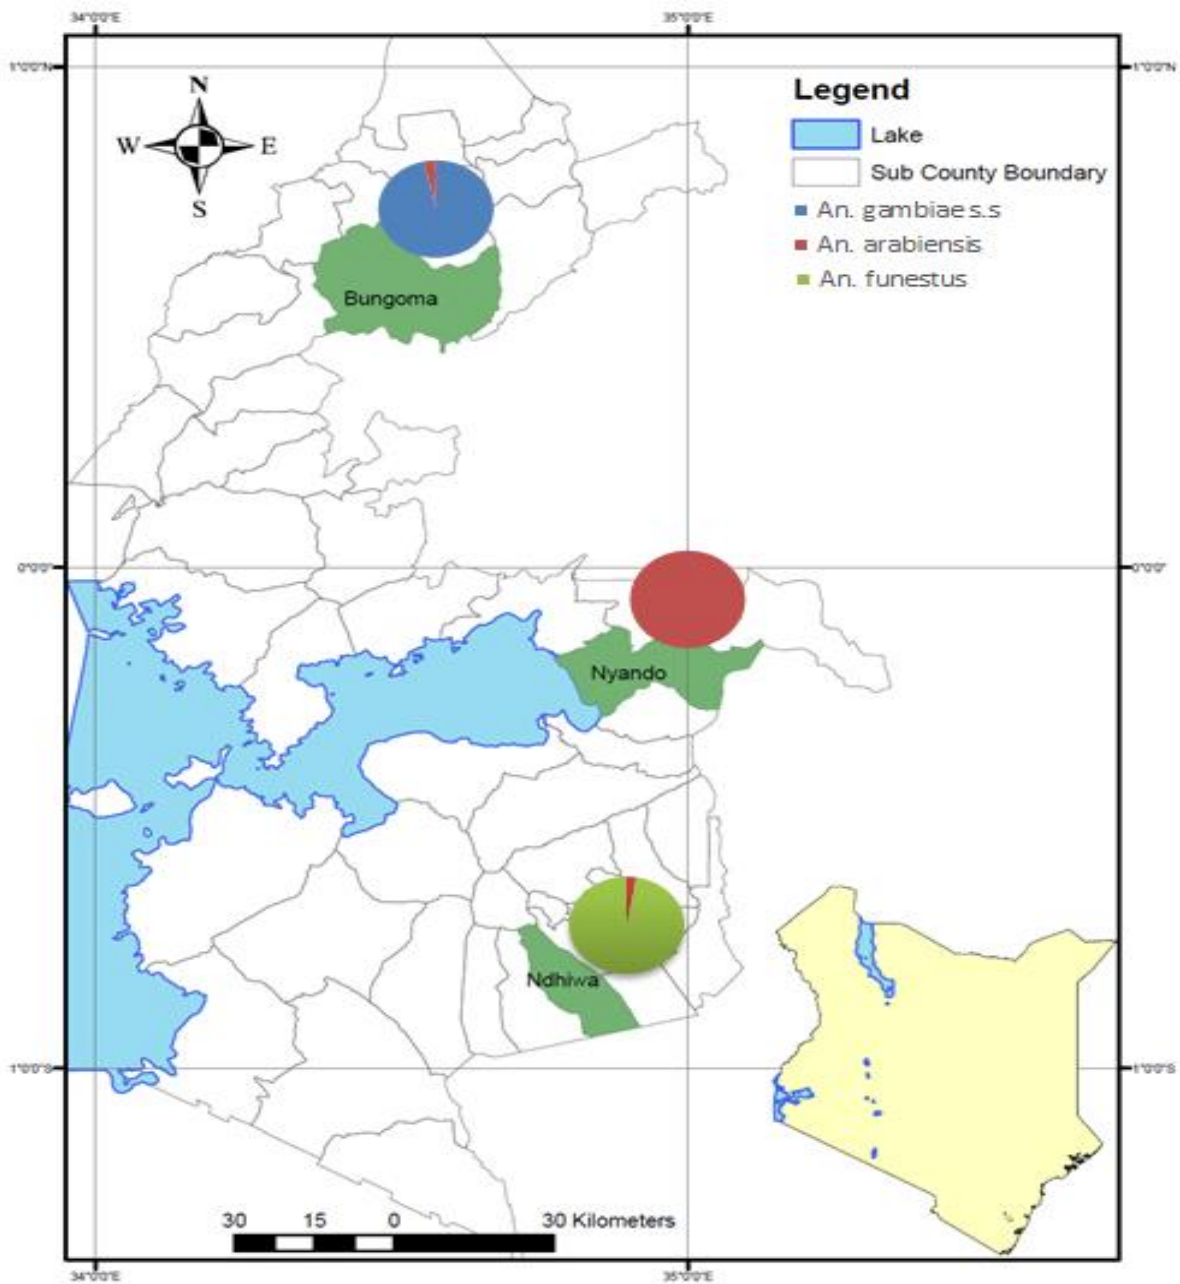 34°0'0"E 35°0'0"E
1°0'0"N 1°0'0"N
N
W E
S
Legend
Lake
Sub County Boundary
An. gambiae s.s
An. arabiensis
An. funestus
Bungoma
0°0'0" 0°0'0"
Nyando
Ndhiwa
1°0'0"S 1°0'0"S
30 15 0 30 Kilometers
34°0'0"E 35°0'0"E